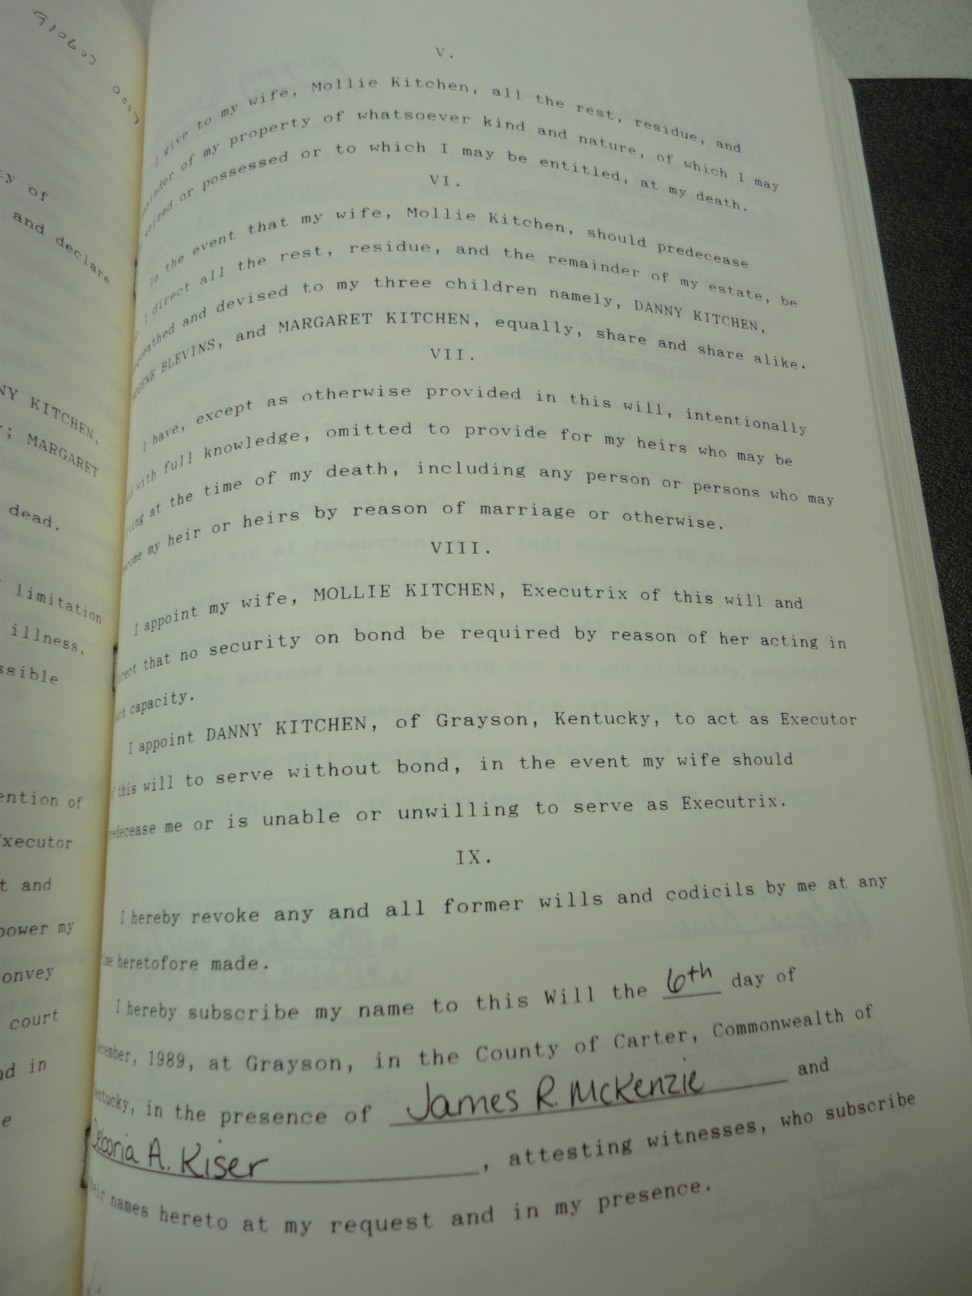 V.
I give to my wife, Mollie Kitchen, all the rest, residue, and
of my property of whatsoever kind and nature, of which I may
seized or possessed or to which I may be entitled, at my death.
VI.
In the event that my wife, Mollie Kitchen, should predecease
I direct all the rest, residue, and the remainder of my estate, be
and devised to my three children namely, DANNY KITCHEN,
BLEVINS, and MARGARET KITCHEN, equally, share and share alike.
VII.
I have, except as otherwise provided in this will, intentionally
with full knowledge, omitted to provide for my heirs who may be
at the time of my death, including any person or persons who may
my heir or heirs by reason of marriage or otherwise.
VIII.
I appoint my wife, MOLLIE KITCHEN, Executrix of this will and
that no security on bond be required by reason of her acting in
capacity.
I appoint DANNY KITCHEN, of Grayson, Kentucky, to act as Executor
this will to serve without bond, in the event my wife should
me or is unable or unwilling to serve as Executrix.
IX.
I hereby revoke any and all former wills and codicils by me at any
heretofore made.
I hereby subscribe my name to this Will the 6th day of
1989, at Grayson, in the County of Carter, Commonwealth of
in the presence of James R. McKenzie and
A. Kiser, attesting witnesses, who subscribe
names hereto at my request and in my presence.
of
and declare
KITCHEN,
; MARGARET
dead.
limitation
illness,
of
and
my
court
in